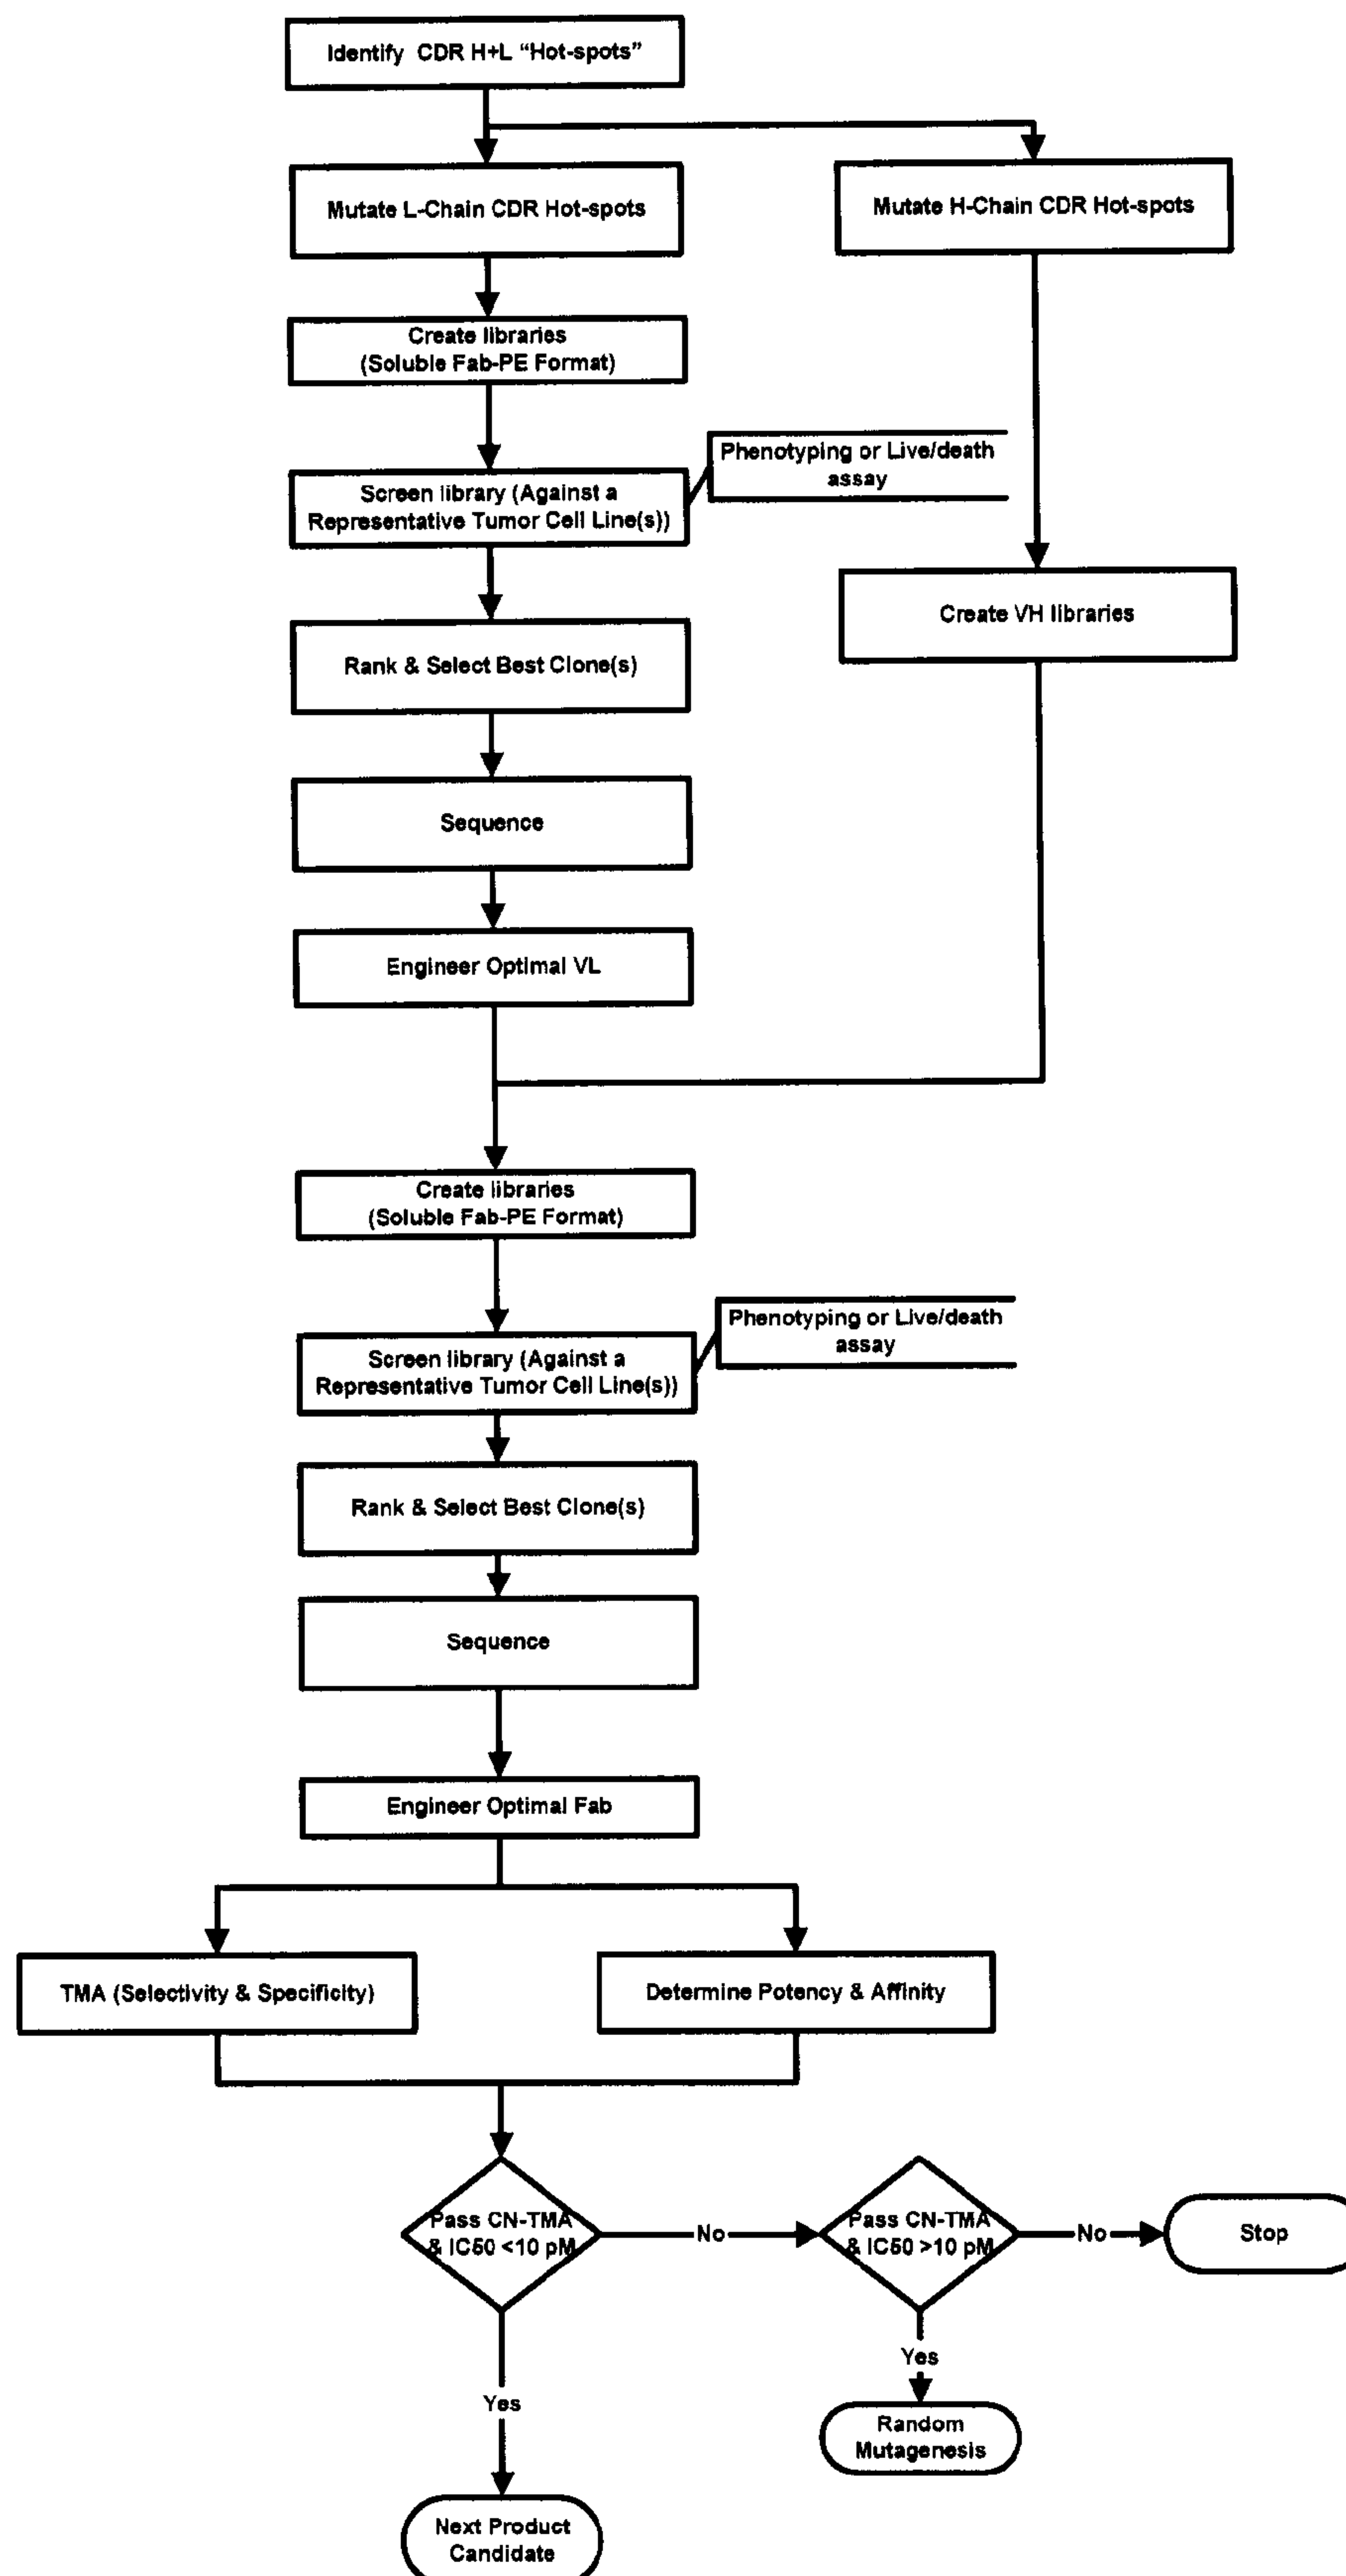 Identify CDR H+L “Hot-spots”
Mutate L-Chain CDR Hot-spots
Mutate H-Chain CDR Hot-spots
Create libraries
(Soluble Fab-PE Format)
Phenotyping or Live/death
assay
Screen library (Against a
Representative Tumor Cell Line(s))
Create VH libraries
Rank & Select Best Clone(s)
Sequence
Engineer Optimal VL
Create libraries
(Soluble Fab-PE Format)
Phenotyping or Live/death
assay
Screen library (Against a
Representative Tumor Cell Line(s))
Rank & Select Best Clone(s)
Sequence
Engineer Optimal Fab
TMA (Selectivity & Specificity)
Determine Potency & Affinity
Pass CN-TMA
& IC50 <10 pM
No
Pass CN-TMA
& IC50 >10 pM
No
Stop
Yes
Random
Mutagenesis
Yes
Next Product
Candidate